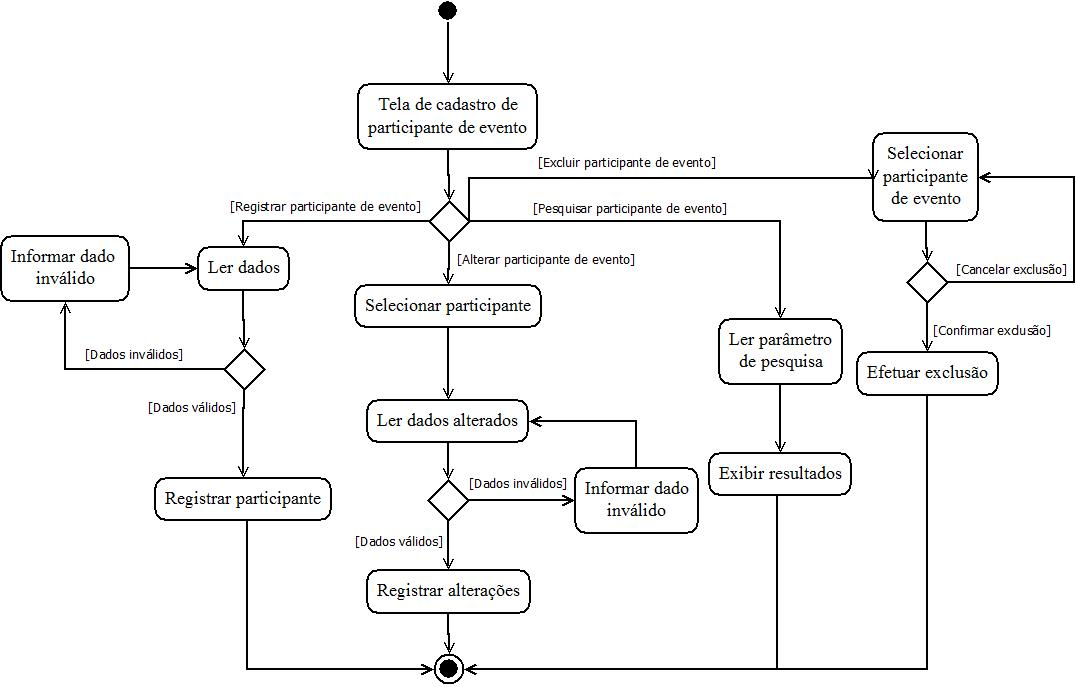 Tela de cadastro de
participante de evento
[Excluir participante de evento]
Selecionar
participante
de evento
[Registrar participante de evento]
[Pesquisar participante de evento]
Informar dado
inválido
Ler dados
[Alterar participante de evento]
[Cancelar exclusão]
Selecionar participante
[Confirmar exclusão]
Ler parâmetro
de pesquisa
[Dados inválidos]
Efetuar exclusão
[Dados válidos]
Ler dados alterados
Exibir resultados
[Dados inválidos]
Informar dado
inválido
Registrar participante
[Dados válidos]
Registrar alterações